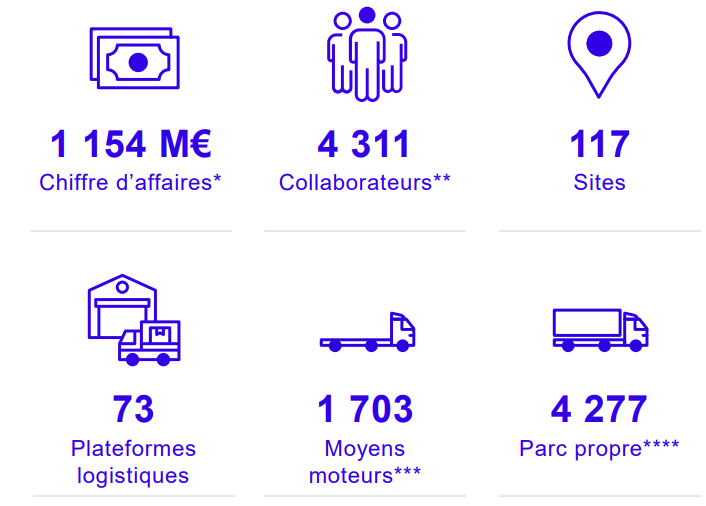 1 154 M€
Chiffre d’affaires*
4 311
Collaborateurs**
117
Sites
73
Plateformes
logistiques
1 703
Moyens
moteurs***
4 277
Parc propre****